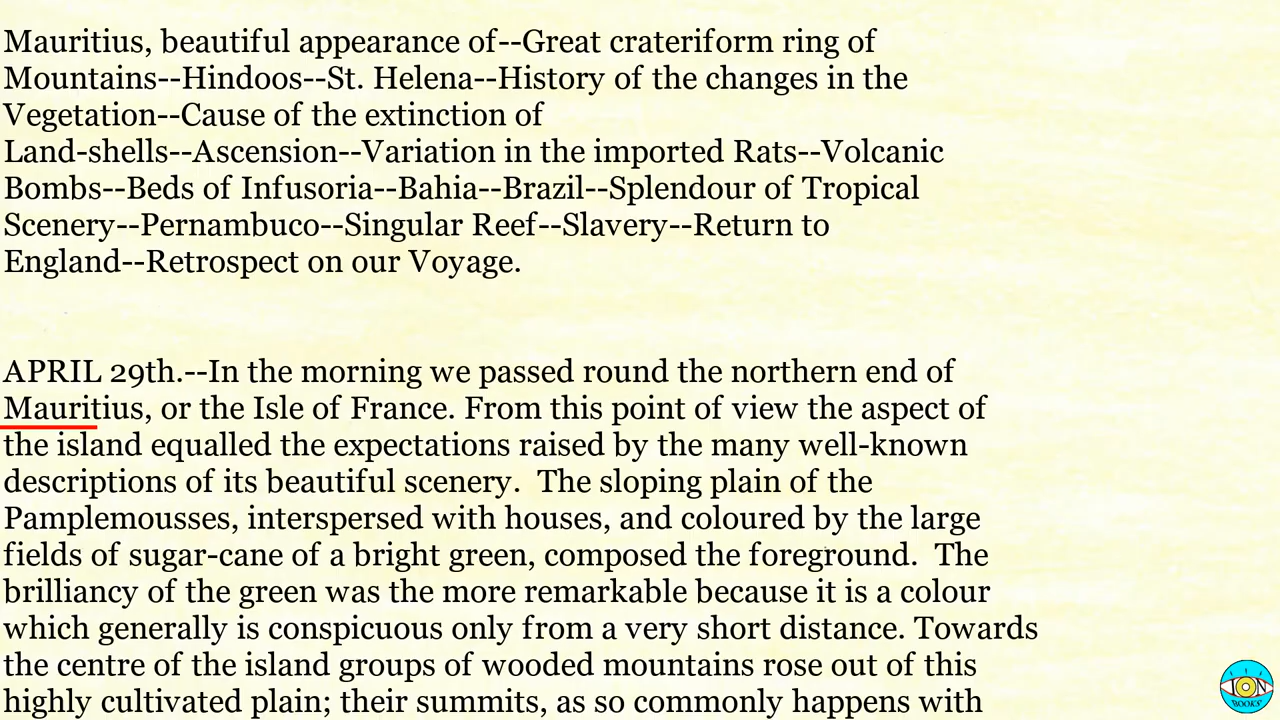 Mauritius, beautiful appearance of--Great crateriform ring of
Mountains--Hindoos--St. Helena--History of the changes in the
Vegetation--Cause of the extinction of
Land-shells--Ascension--Variation in the imported Rats--Volcanic
Bombs--Beds of Infusoria--Bahia--Brazil--Splendour of Tropical
Scenery--Pernambuco--Singular Reef--Slavery--Return to
England--Retrospect on our Voyage.
APRIL 29th.--In the morning we passed round the northern end of
Mauritius, or the Isle of France. From this point of view the aspect of
the island equalled the expectations raised by the many well-known
descriptions of its beautiful scenery.  The sloping plain of the
Pamplemousses, interspersed with houses, and coloured by the large
fields of sugar-cane of a bright green, composed the foreground.  The
brilliancy of the green was the more remarkable because it is a colour
which generally is conspicuous only from a very short distance. Towards
the centre of the island groups of wooded mountains rose out of this
highly cultivated plain; their summits, as so commonly happens with
ION
BOOKS